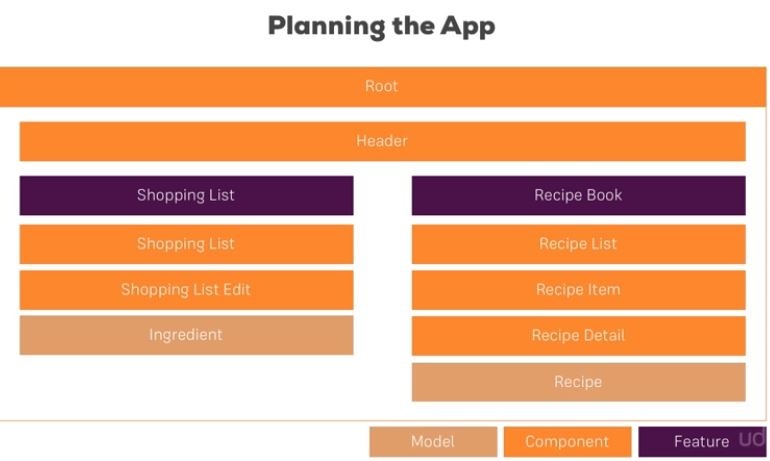 Planning the App
Root
Header
Shopping List
Recipe Book
Shopping List
Recipe List
Shopping List Edit
Recipe Item
Ingredient
Recipe Detail
Recipe
Model
Component
Feature
ud